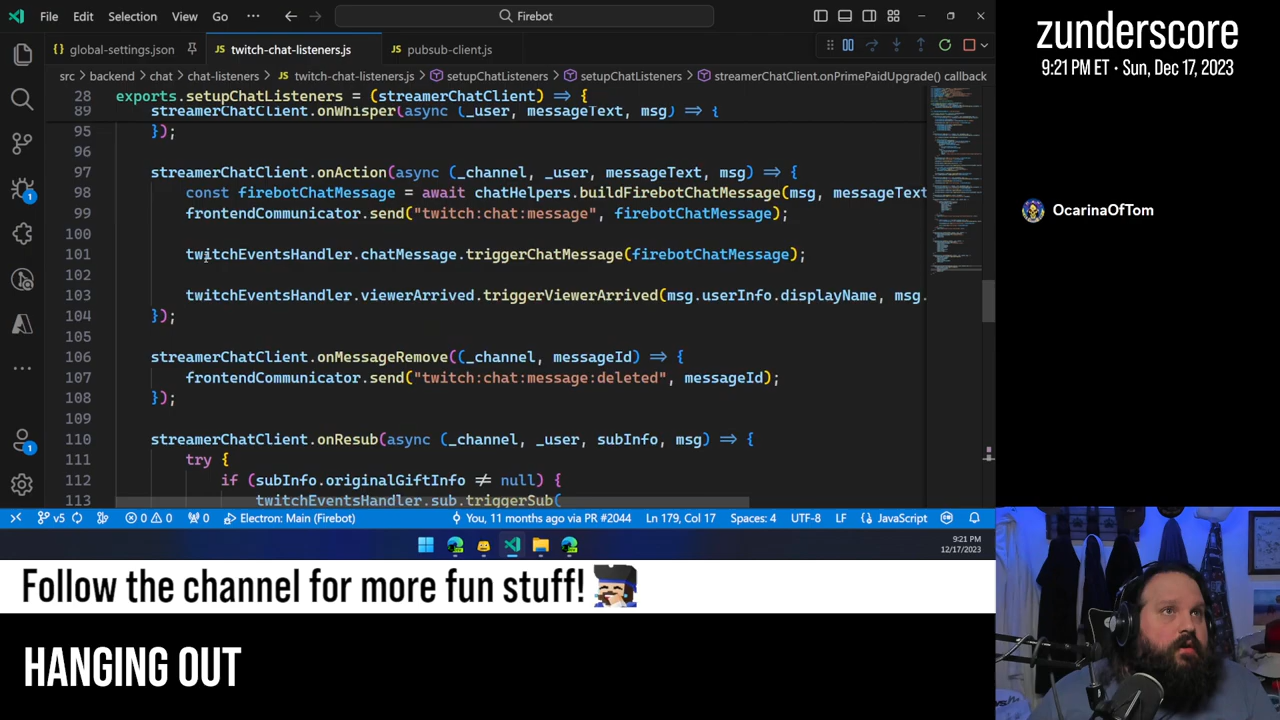 File Edit Selection View Go ··· Firebot
global-settings.json twitch-chat-listeners.js pubsub-client.js
src > backend > chat > chat-listeners > twitch-chat-listeners.js > setupChatListeners > setupChatListeners > streamerChatClient.onPrimePaidUpgrade() callback
28 exports.setupChatListeners = (streamerChatClient) => {
streamerChatClient.onWhisper(async (_user, messageText, msg) => {
95 });
96
97 streamerChatClient.onAction(async (_channel, _user, messageText, msg) => {
98 const firebotChatMessage = await chatHelpers.buildFirebotChatMessage(msg, messageText
99 frontendCommunicator.send("twitch:chat:message", firebotChatMessage);
100
101 twitchEventsHandler.chatMessage.triggerChatMessage(firebotChatMessage);
102
103 twitchEventsHandler.viewerArrived.triggerViewerArrived(msg.userInfo.displayName, msg.
104 });
105
106 streamerChatClient.onMessageRemove((_channel, messageId) => {
107 frontendCommunicator.send("twitch:chat:message:deleted", messageId);
108 });
109
110 streamerChatClient.onResub(async (_channel, _user, subInfo, msg) => {
111 try {
112 if (subInfo.originalGiftInfo ≠ null) {
113 twitchEventsHandler.sub.triggerSub(
v5 0 0 0 Electron: Main (Firebot) You, 11 months ago via PR #2044 Ln 179, Col 17 Spaces: 4 UTF-8 LF {} JavaScript
9:21 PM
12/17/2023
Follow the channel for more fun stuff!
HANGING OUT
zunderscore
9:21 PM ET • Sun, Dec 17, 2023
OcarinaOfTom